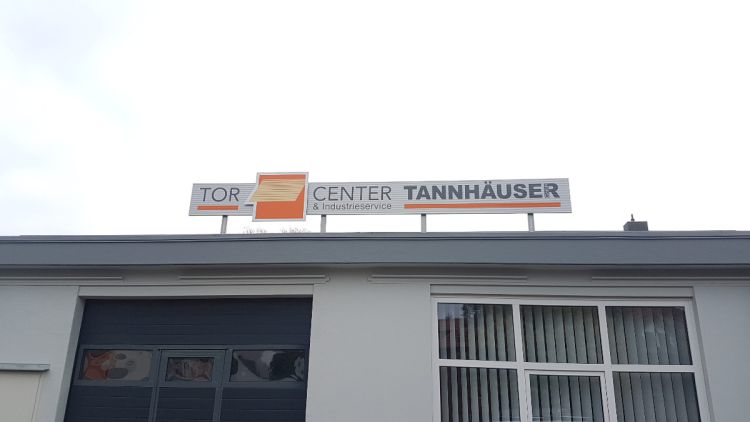 TOR CENTER TANNHÄUSER
& Industrieservice